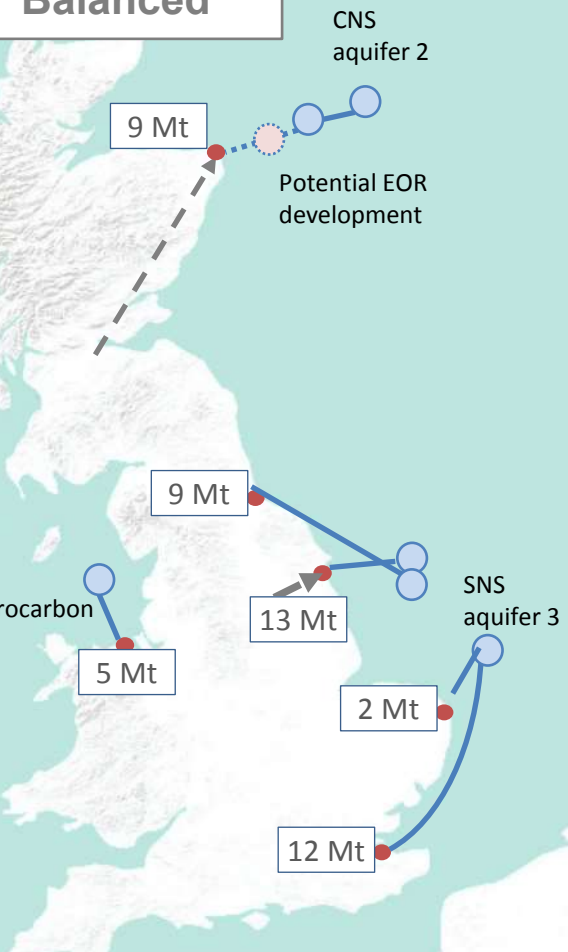 Balanced
CNS
aquifer 2
9 Mt
Potential EOR
development
9 Mt
SNS
aquifer 3
rocarbon
13 Mt
5 Mt
2 Mt
12 Mt